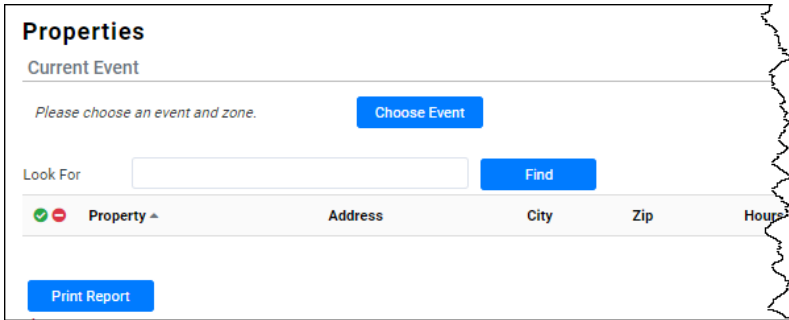 Properties
Current Event
Please choose an event and zone. Choose Event
Look For Find
Property Address City Zip Hours
Print Report